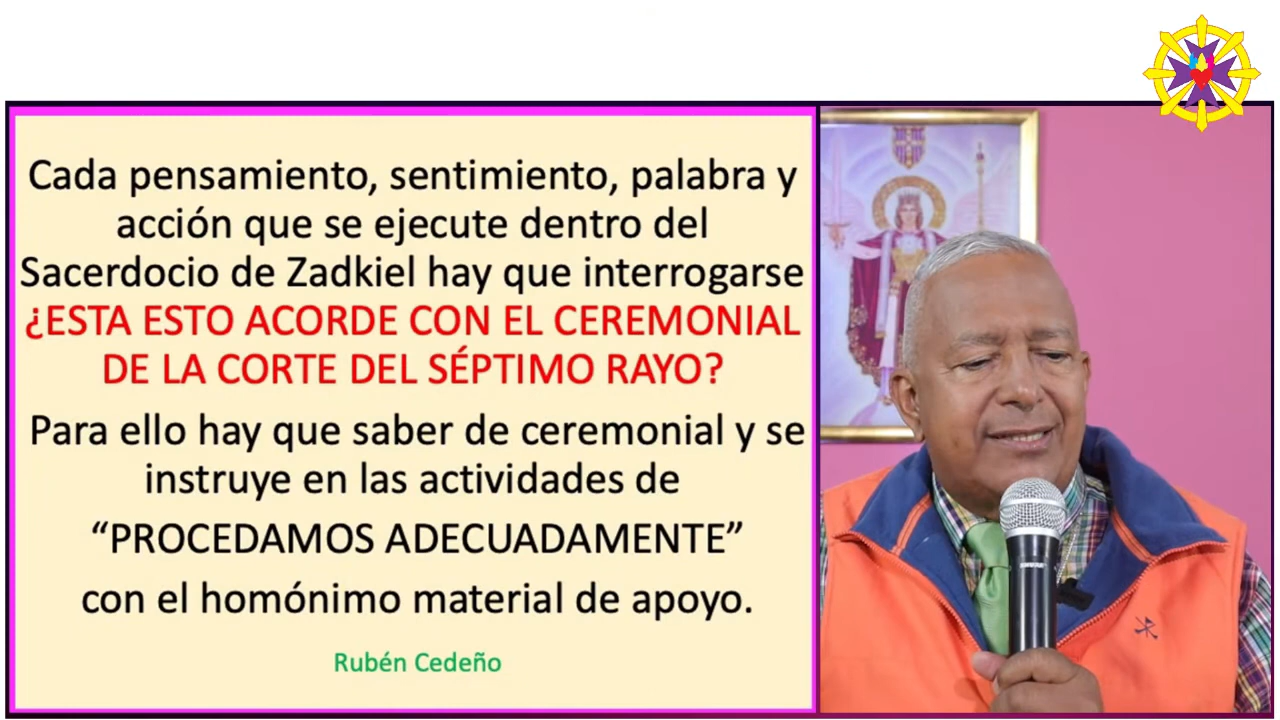 Cada pensamiento, sentimiento, palabra y
acción que se ejecute dentro del
Sacerdocio de Zadkiel hay que interrogarse
¿ESTA ESTO ACORDE CON EL CEREMONIAL
DE LA CORTE DEL SÉPTIMO RAYO?
Para ello hay que saber de ceremonial y se
instruye en las actividades de
“PROCEDAMOS ADECUADAMENTE”
con el homónimo material de apoyo.
Rubén Cedeño